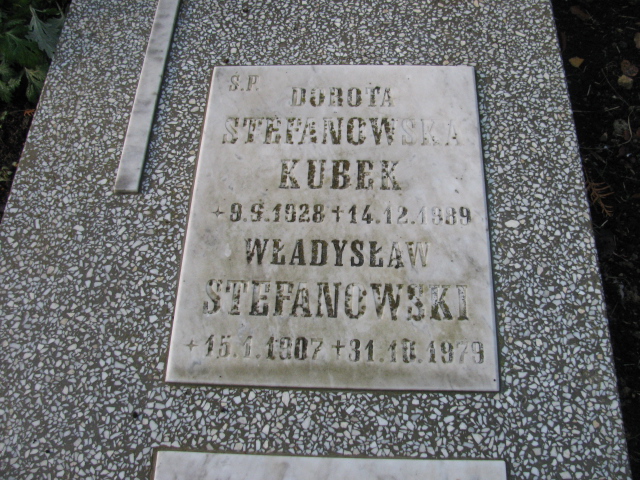 S.P.
DOROTA
STEFANOWSKA
KUBEK
+9.9.1928+14.12.1989
WŁADYSŁAW
STEFANOWSKI
+15.1.1907+31.10.1979